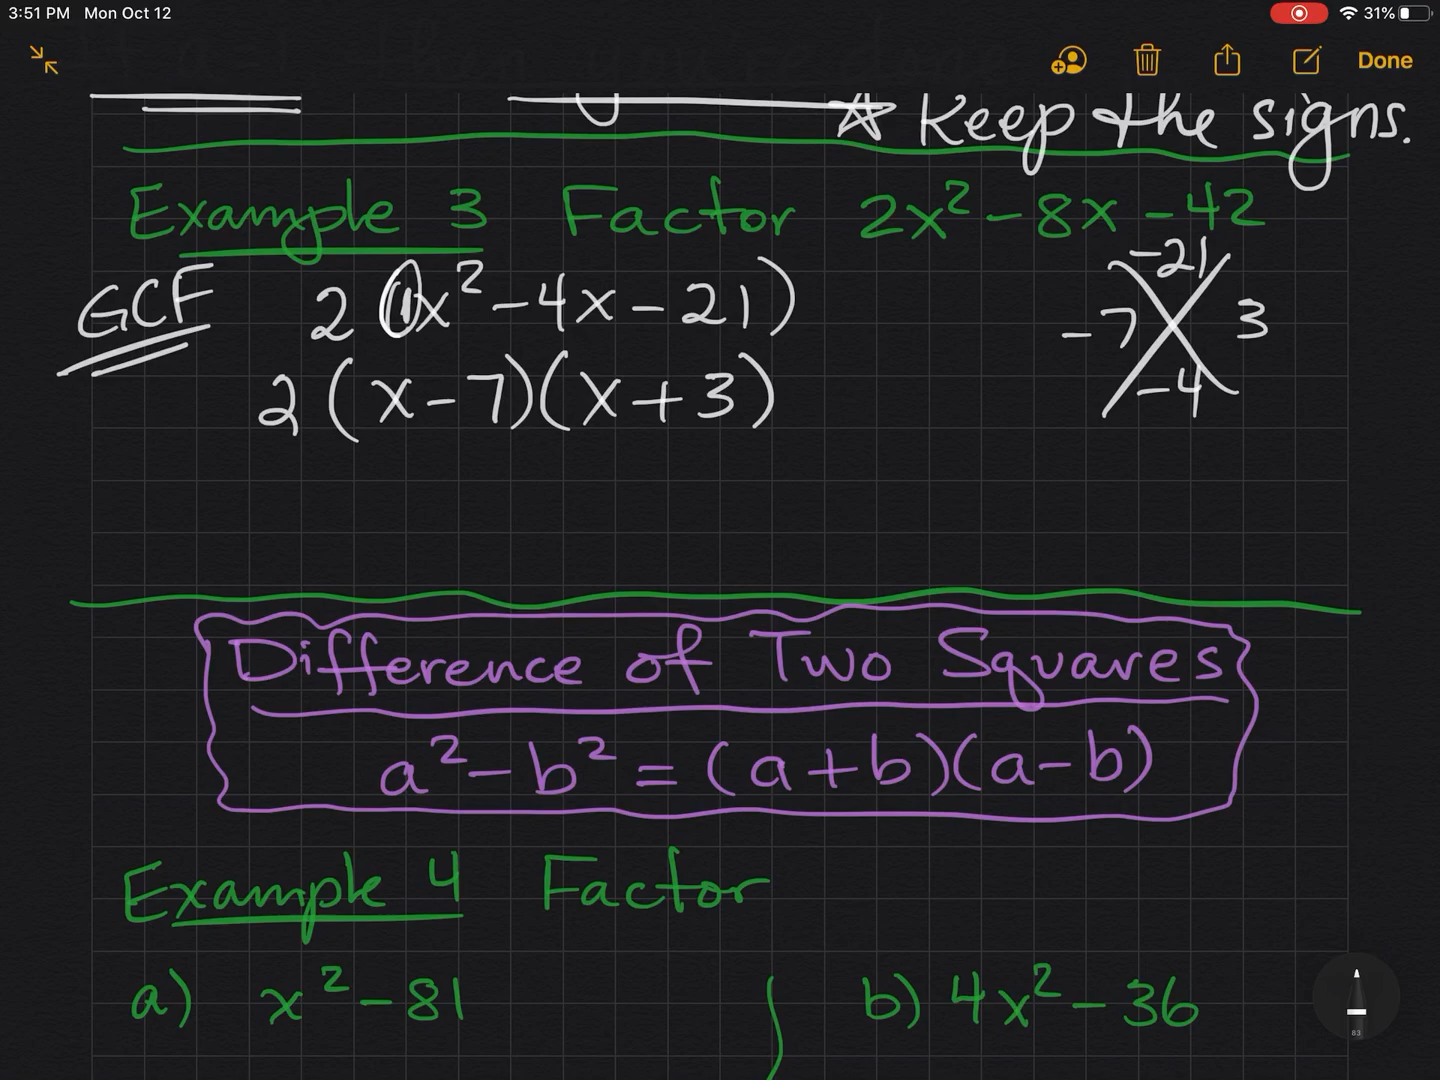 3:51 PM Mon Oct 12 31%
Done
☆ Keep the signs.
Example 3 Factor 2x² - 8x - 42
GCF 2(1x² - 4x - 21)
-21
-7 3
-4
2(x - 7)(x + 3)
Difference of Two Squares
a² - b² = (a + b)(a - b)
Example 4 Factor
a) x² - 81
b) 4x² - 36
83